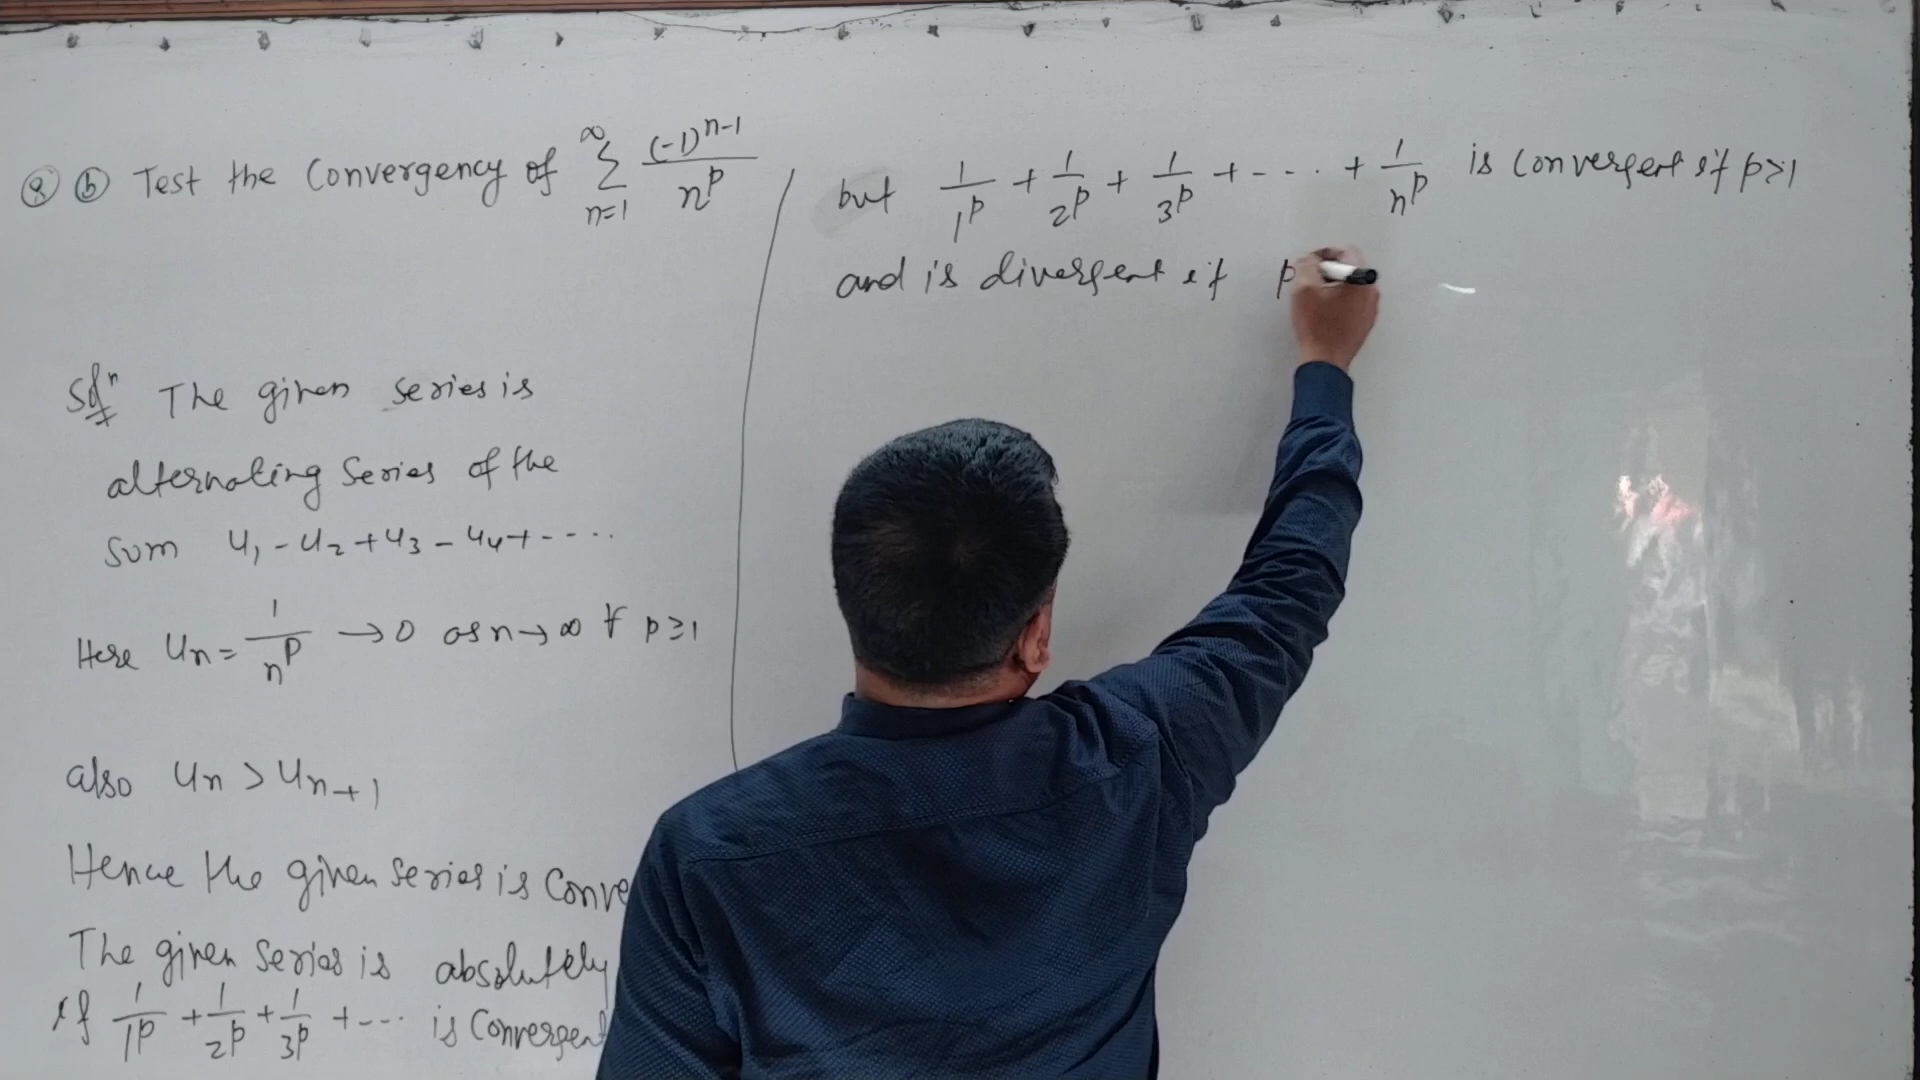 Q b Test the Convergency of ∞ Σ n=1 (-1)^{n-1} / n^p
Sol^n The given series is
alternating Series of the
Sum u₁ - u₂ + u₃ - u₄ + - - - .
Here Un = 1/n^p → 0 as n → ∞ ∀ p ≥ 1
also Un > Un+1
Hence the given series is Conve
The given Series is absolutely
if 1/1^p + 1/2^p + 1/3^p + - - - is Convergent
but 1/1^p + 1/2^p + 1/3^p + - - . . + 1/n^p is Convergent if p>1
and is divergent if p